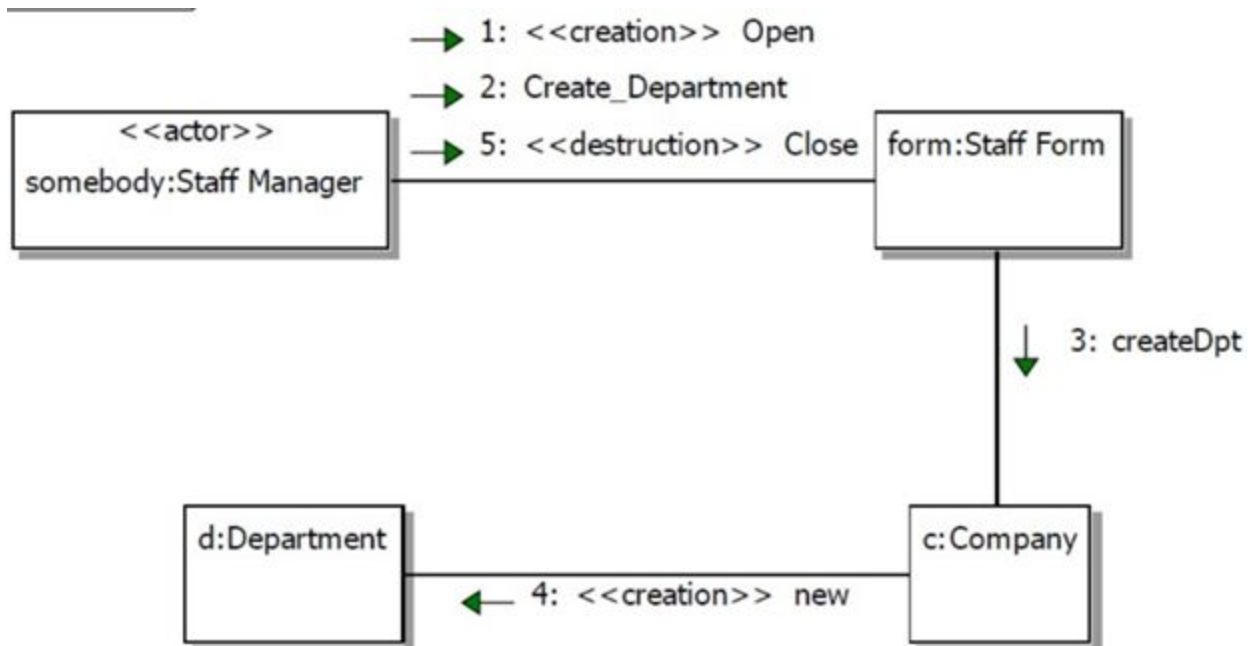 1: <<creation>> Open
2: Create_Department
5: <<destruction>> Close
<<actor>>
somebody:Staff Manager
form:Staff Form
3: createDpt
d:Department
c:Company
4: <<creation>> new